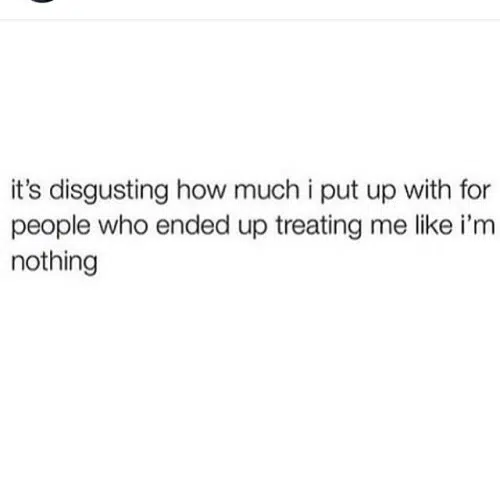 it's disgusting how much i put up with for
people who ended up treating me like i'm
nothing